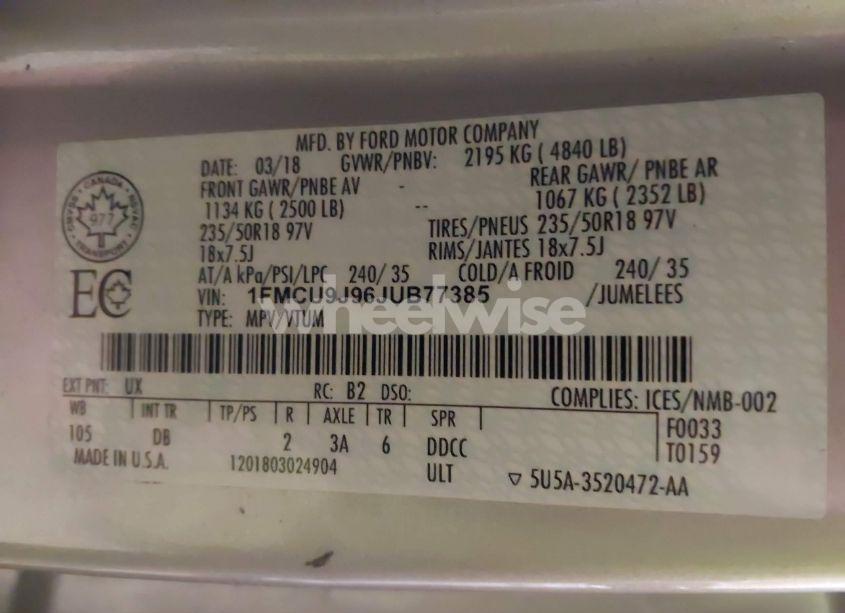 MFD. BY FORD MOTOR COMPANY
DATE: 03/18 GVWR/PNBV: 2195 KG ( 4840 LB)
FRONT GAWR/PNBE AV - REAR GAWR/ PNBE AR
1134 KG ( 2500 LB) -- 1067 KG ( 2352 LB)
235/50R18 97V TIRES/PNEUS 235/50R18 97V
18x7.5J RIMS/JANTES 18x7.5J
AT/A kPa/PSI/LPC 240/ 35 COLD/A FROID 240/ 35
VIN: 1FMCU9J96JUB77385 /JUMELEES
TYPE: MPV/VTUM
CANADA
977
TRANSPORT
EC
wheelwise
EXT PNT: UX RC: B2 DSO: COMPLIES: ICES/NMB-002
WB INT TR TP/PS R AXLE TR SPR F0033
105 DB 2 3A 6 DDCC T0159
MADE IN U.S.A. 1201803024904 ULT ▽ 5U5A-3520472-AA